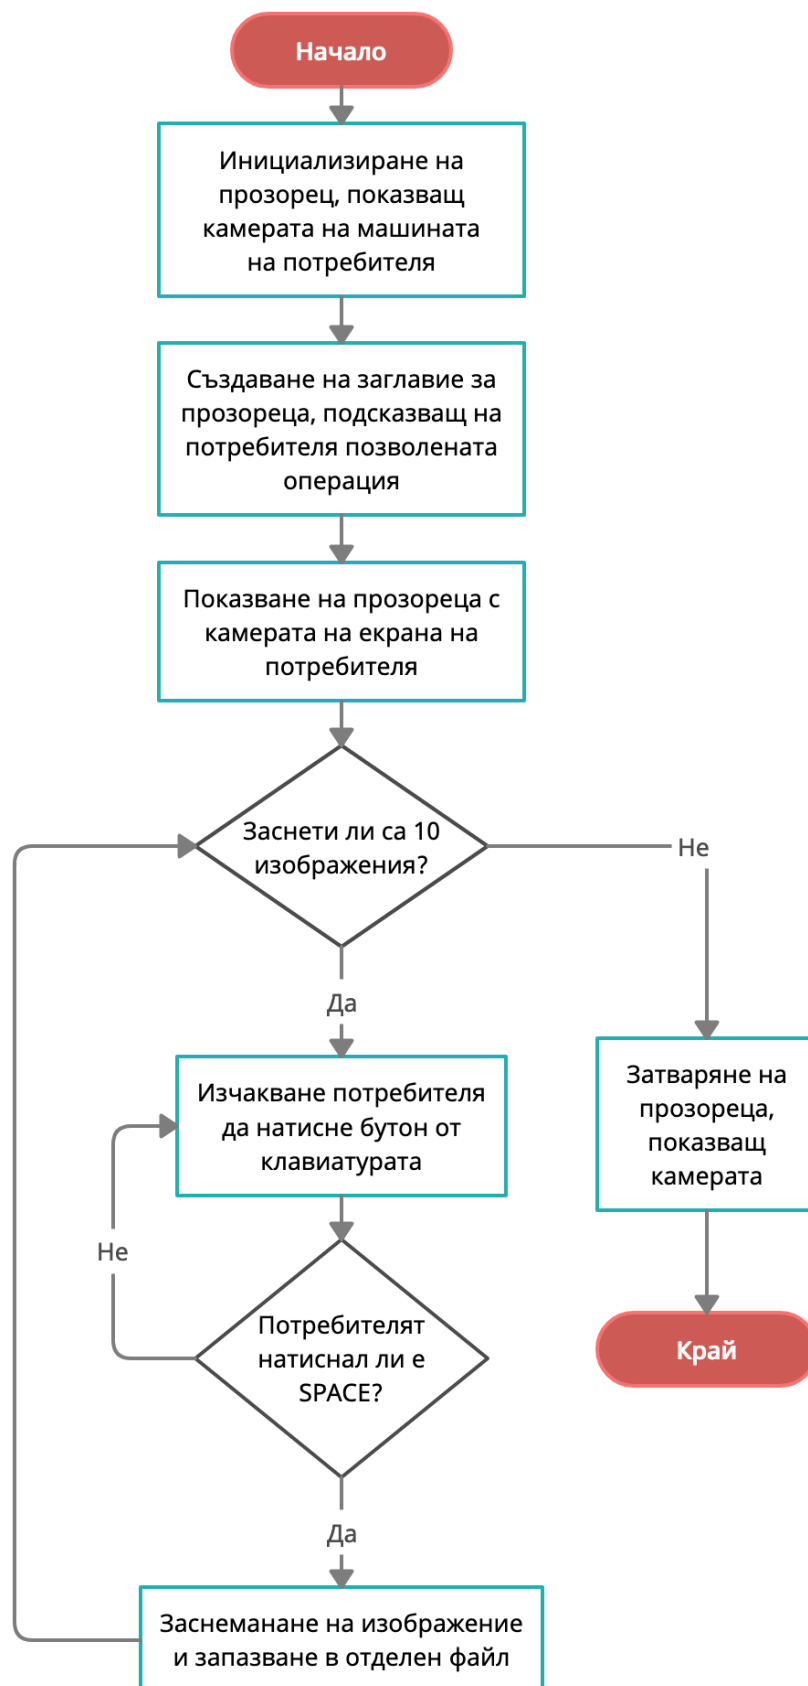 Начало
Инициализиране на
прозорец, показващ
камерата на машината
на потребителя
Създаване на заглавие за
прозореца, подсказващ на
потребителя позволената
операция
Показване на прозореца с
камерата на екрана на
потребителя
Заснети ли са 10
изображения?
Не
Да
Изчакване потребителя
да натисне бутон от
клавиатурата
Затваряне на
прозореца,
показващ
камерата
Не
Потребителят
натиснал ли е
SPACE?
Край
Да
Заснеманане на изображение
и запазване в отделен файл